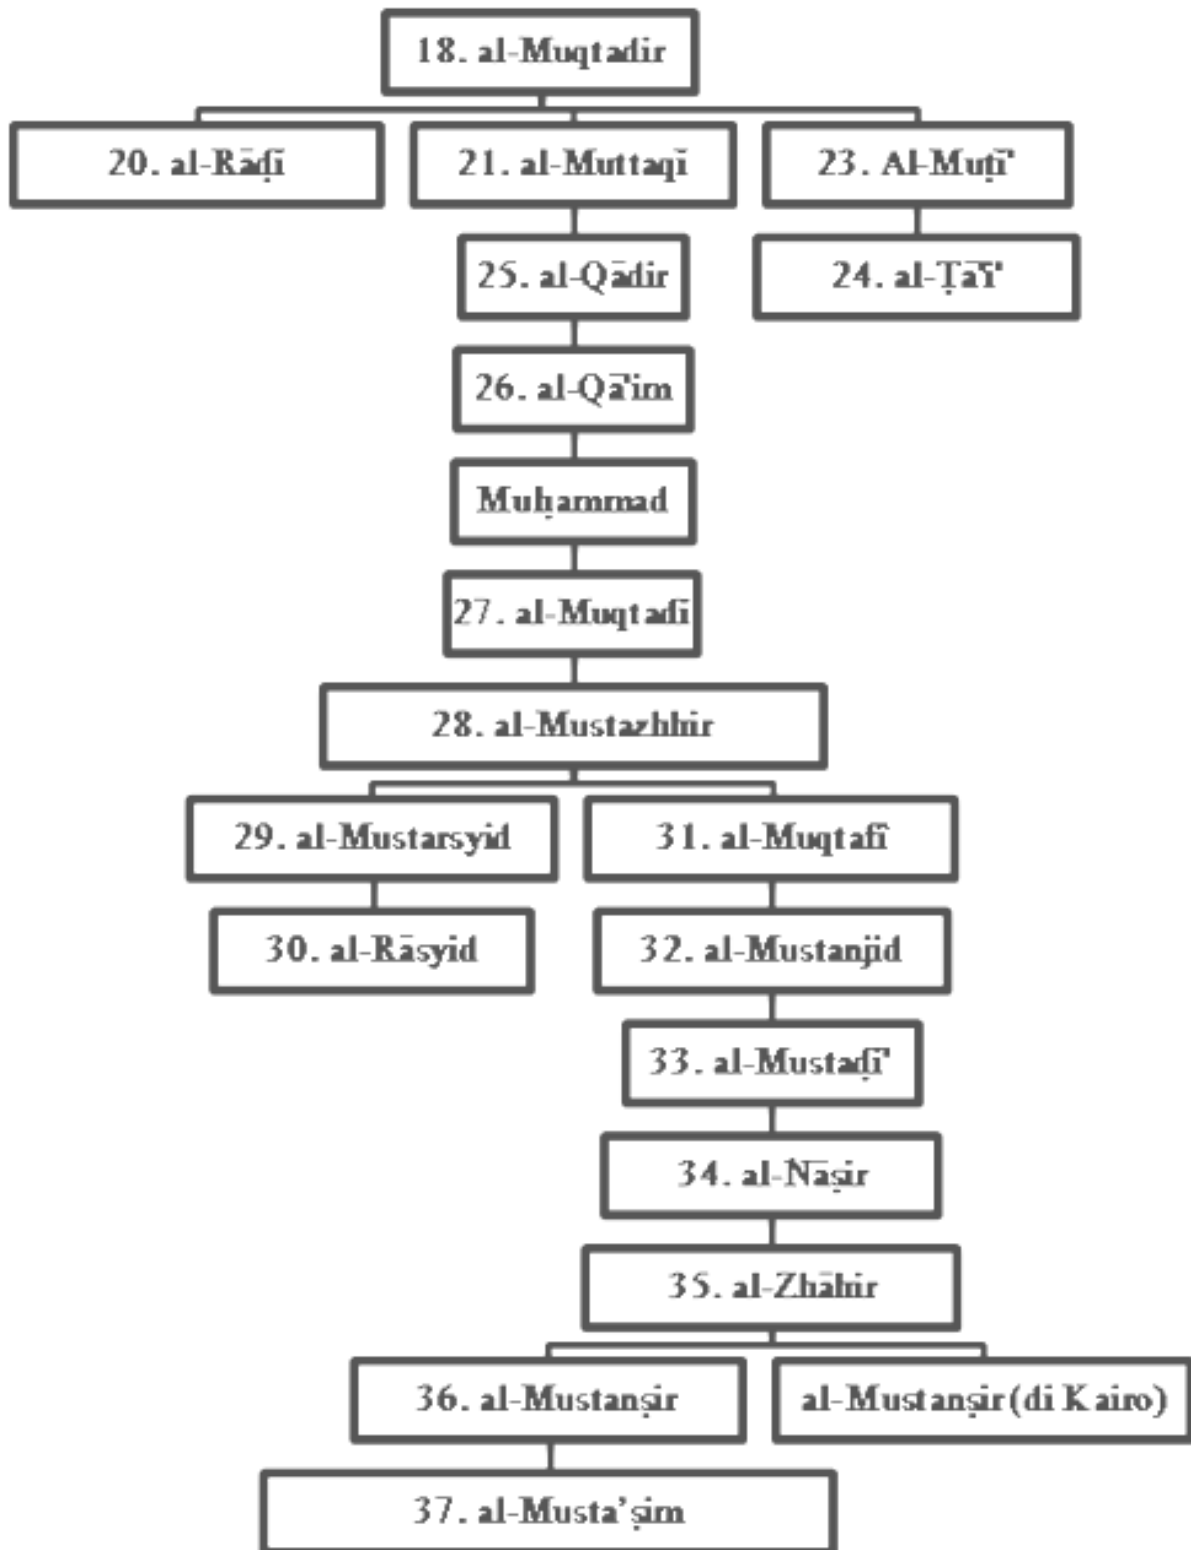 18. al-Muqtadir
20. al-Rāḍī
21. al-Muttaqī
23. Al-Muṭī'
25. al-Qādir
24. al-Ṭā'ī'
26. al-Qā'im
Muḥammad
27. al-Muqtadī
28. al-Mustazhhir
29. al-Mustarsyid
31. al-Muqtafī
30. al-Rāsyid
32. al-Mustanjid
33. al-Mustaḍī'
34. al-Nāṣir
35. al-Zhāhir
36. al-Mustanṣir
al-Mustanṣir (di Kairo)
37. al-Musta’ṣim